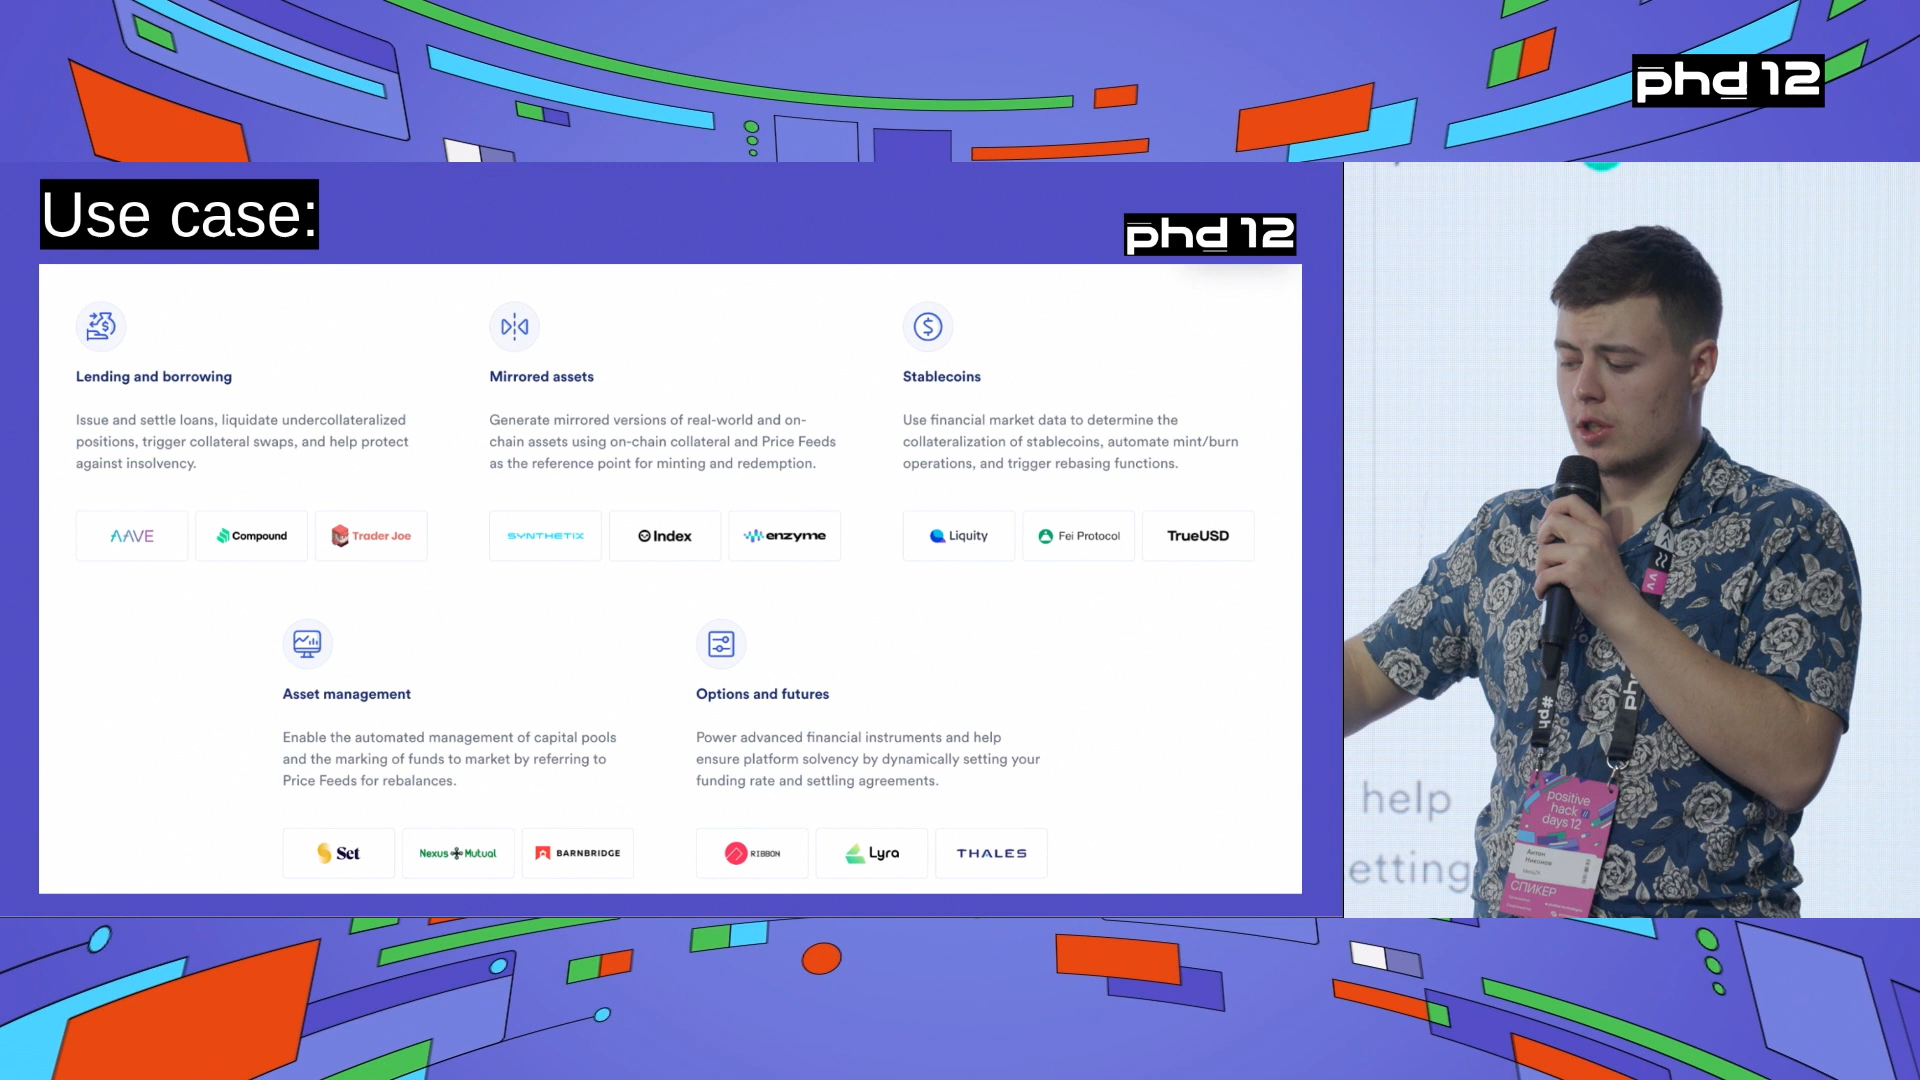 phd 12
Use case:
phd 12
Lending and borrowing
Issue and settle loans, liquidate undercollateralized
positions, trigger collateral swaps, and help protect
against insolvency.
AAVE
Compound
Trader Joe
Mirrored assets
Generate mirrored versions of real-world and on-
chain assets using on-chain collateral and Price Feeds
as the reference point for minting and redemption.
SYNTHETIX
Index
enzyme
Stablecoins
Use financial market data to determine the
collateralization of stablecoins, automate mint/burn
operations, and trigger rebasing functions.
Liquity
Fei Protocol
TrueUSD
Asset management
Enable the automated management of capital pools
and the marking of funds to market by referring to
Price Feeds for rebalances.
Set
Nexus Mutual
BARNBRIDGE
Options and futures
Power advanced financial instruments and help
ensure platform solvency by dynamically setting your
funding rate and settling agreements.
RIBBON
Lyra
THALES
help
etting
#ph
phd
positive
hack
days 12
Антон
Никонов
СПИКЕР